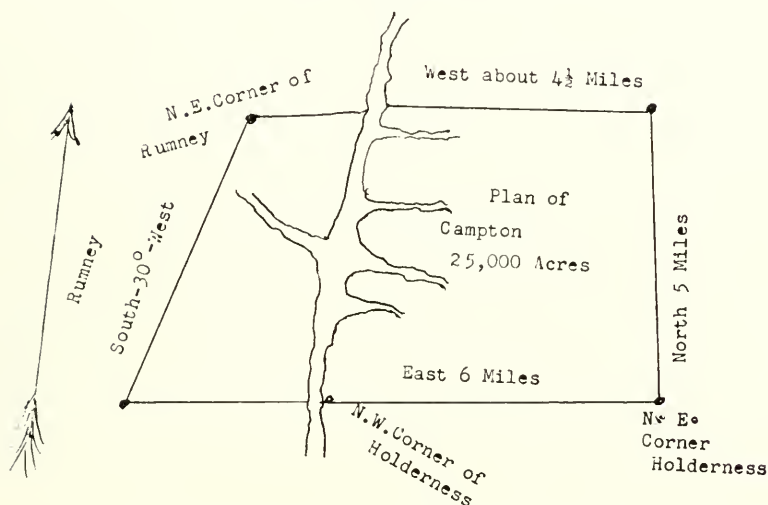 N.E.Corner of
Rumney
West about 4½ Miles
Rumney
South-30°-West
Plan of
Campton
25,000 Acres
North 5 Miles
East 6 Miles
N.W.Corner of
Holderness
N. E.
Corner
Holderness